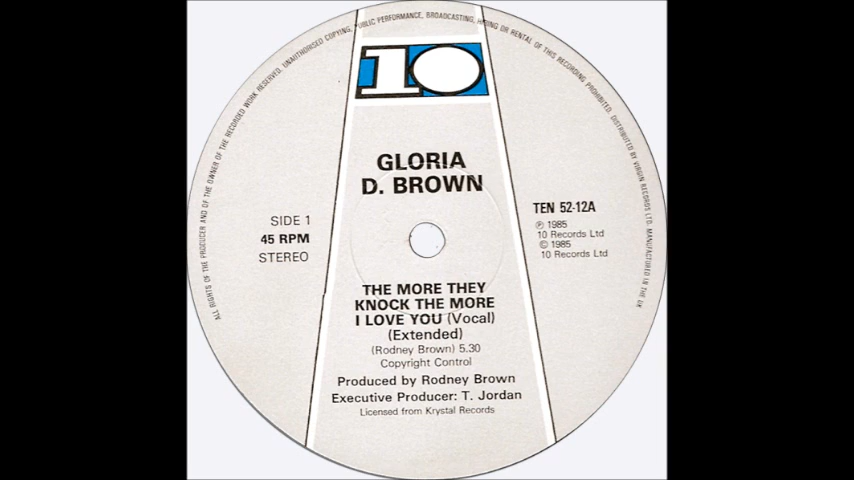 ALL RIGHTS OF THE PRODUCER AND OF THE OWNER OF THE RECORDED WORK RESERVED. UNAUTHORISED COPYING, PUBLIC PERFORMANCE, BROADCASTING, HIRING OR RENTAL OF THIS RECORDING PROHIBITED. DISTRIBUTED BY VIRGIN RECORDS LTD. MANUFACTURED IN THE UK
10
GLORIA
D. BROWN
SIDE 1
45 RPM
STEREO
TEN 52-12A
℗ 1985
10 Records Ltd
© 1985
10 Records Ltd
THE MORE THEY
KNOCK THE MORE
I LOVE YOU (Vocal)
(Extended)
(Rodney Brown) 5.30
Copyright Control
Produced by Rodney Brown
Executive Producer: T. Jordan
Licensed from Krystal Records